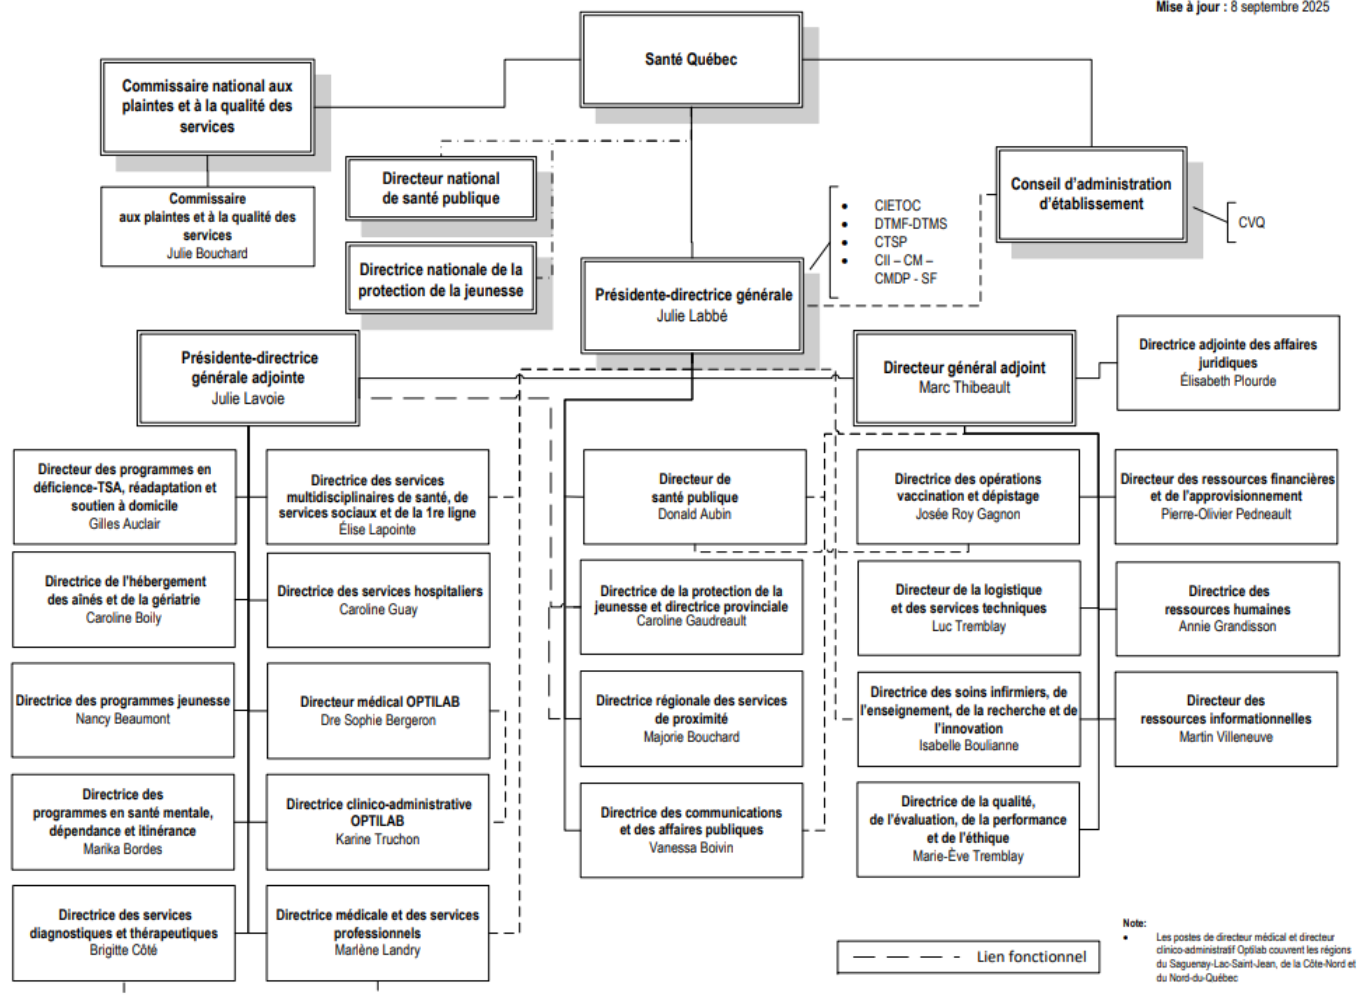 Mise à jour : 8 septembre 2025
Santé Québec
Commissaire national aux
plaintes et à la qualité des
services
Commissaire
aux plaintes et à la qualité des
services
Julie Bouchard
Directeur national
de santé publique
Directrice nationale de la
protection de la jeunesse
Conseil d'administration
d'établissement
CVQ
• CIETOC
• DTMF-DTMS
• CTSP
• CII – CM –
CMDP - SF
Présidente-directrice générale
Julie Labbé
Présidente-directrice
générale adjointe
Julie Lavoie
Directeur général adjoint
Marc Thibeault
Directrice adjointe des affaires
juridiques
Élisabeth Plourde
Directeur des programmes en
déficience-TSA, réadaptation et
soutien à domicile
Gilles Auclair
Directrice des services
multidisciplinaires de santé, de
services sociaux et de la 1re ligne
Élise Lapointe
Directeur de
santé publique
Donald Aubin
Directrice des opérations
vaccination et dépistage
Josée Roy Gagnon
Directeur des ressources financières
et de l'approvisionnement
Pierre-Olivier Pedneault
Directrice de l'hébergement
des aînés et de la gériatrie
Caroline Boily
Directrice des services hospitaliers
Caroline Guay
Directrice de la protection de la
jeunesse et directrice provinciale
Caroline Gaudreault
Directeur de la logistique
et des services techniques
Luc Tremblay
Directrice des
ressources humaines
Annie Grandisson
Directrice des programmes jeunesse
Nancy Beaumont
Directeur médical OPTILAB
Dre Sophie Bergeron
Directrice régionale des services
de proximité
Majorie Bouchard
Directrice des soins infirmiers, de
l'enseignement, de la recherche et de
l'innovation
Isabelle Boulianne
Directeur des
ressources informationnelles
Martin Villeneuve
Directrice des
programmes en santé mentale,
dépendance et itinérance
Marika Bordes
Directrice clinico-administrative
OPTILAB
Karine Truchon
Directrice des communications
et des affaires publiques
Vanessa Boivin
Directrice de la qualité,
de l'évaluation, de la performance
et de l'éthique
Marie-Ève Tremblay
Directrice des services
diagnostiques et thérapeutiques
Brigitte Côté
Directrice médicale et des services
professionnels
Marlène Landry
Lien fonctionnel
Note:
• Les postes de directeur médical et directeur
clinico-administratif Optilab couvrent les régions
du Saguenay-Lac-Saint-Jean, de la Côte-Nord et
du Nord-du-Québec